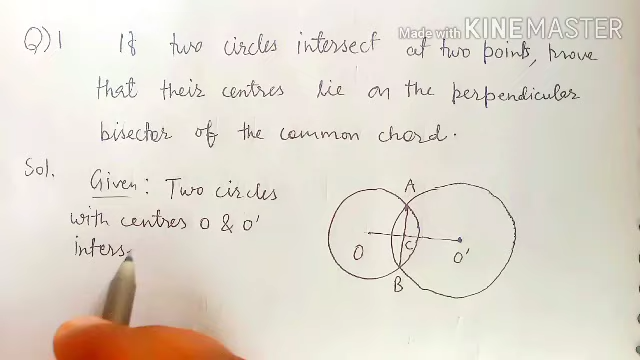 Made with KINEMASTER
Q)1 If two circles intersect at two points, prove
that their centres lie on the perpendicular
bisector of the common chord.
Sol.
Given: Two circles
with centres O & O'
inters
A
O
C
O'
B